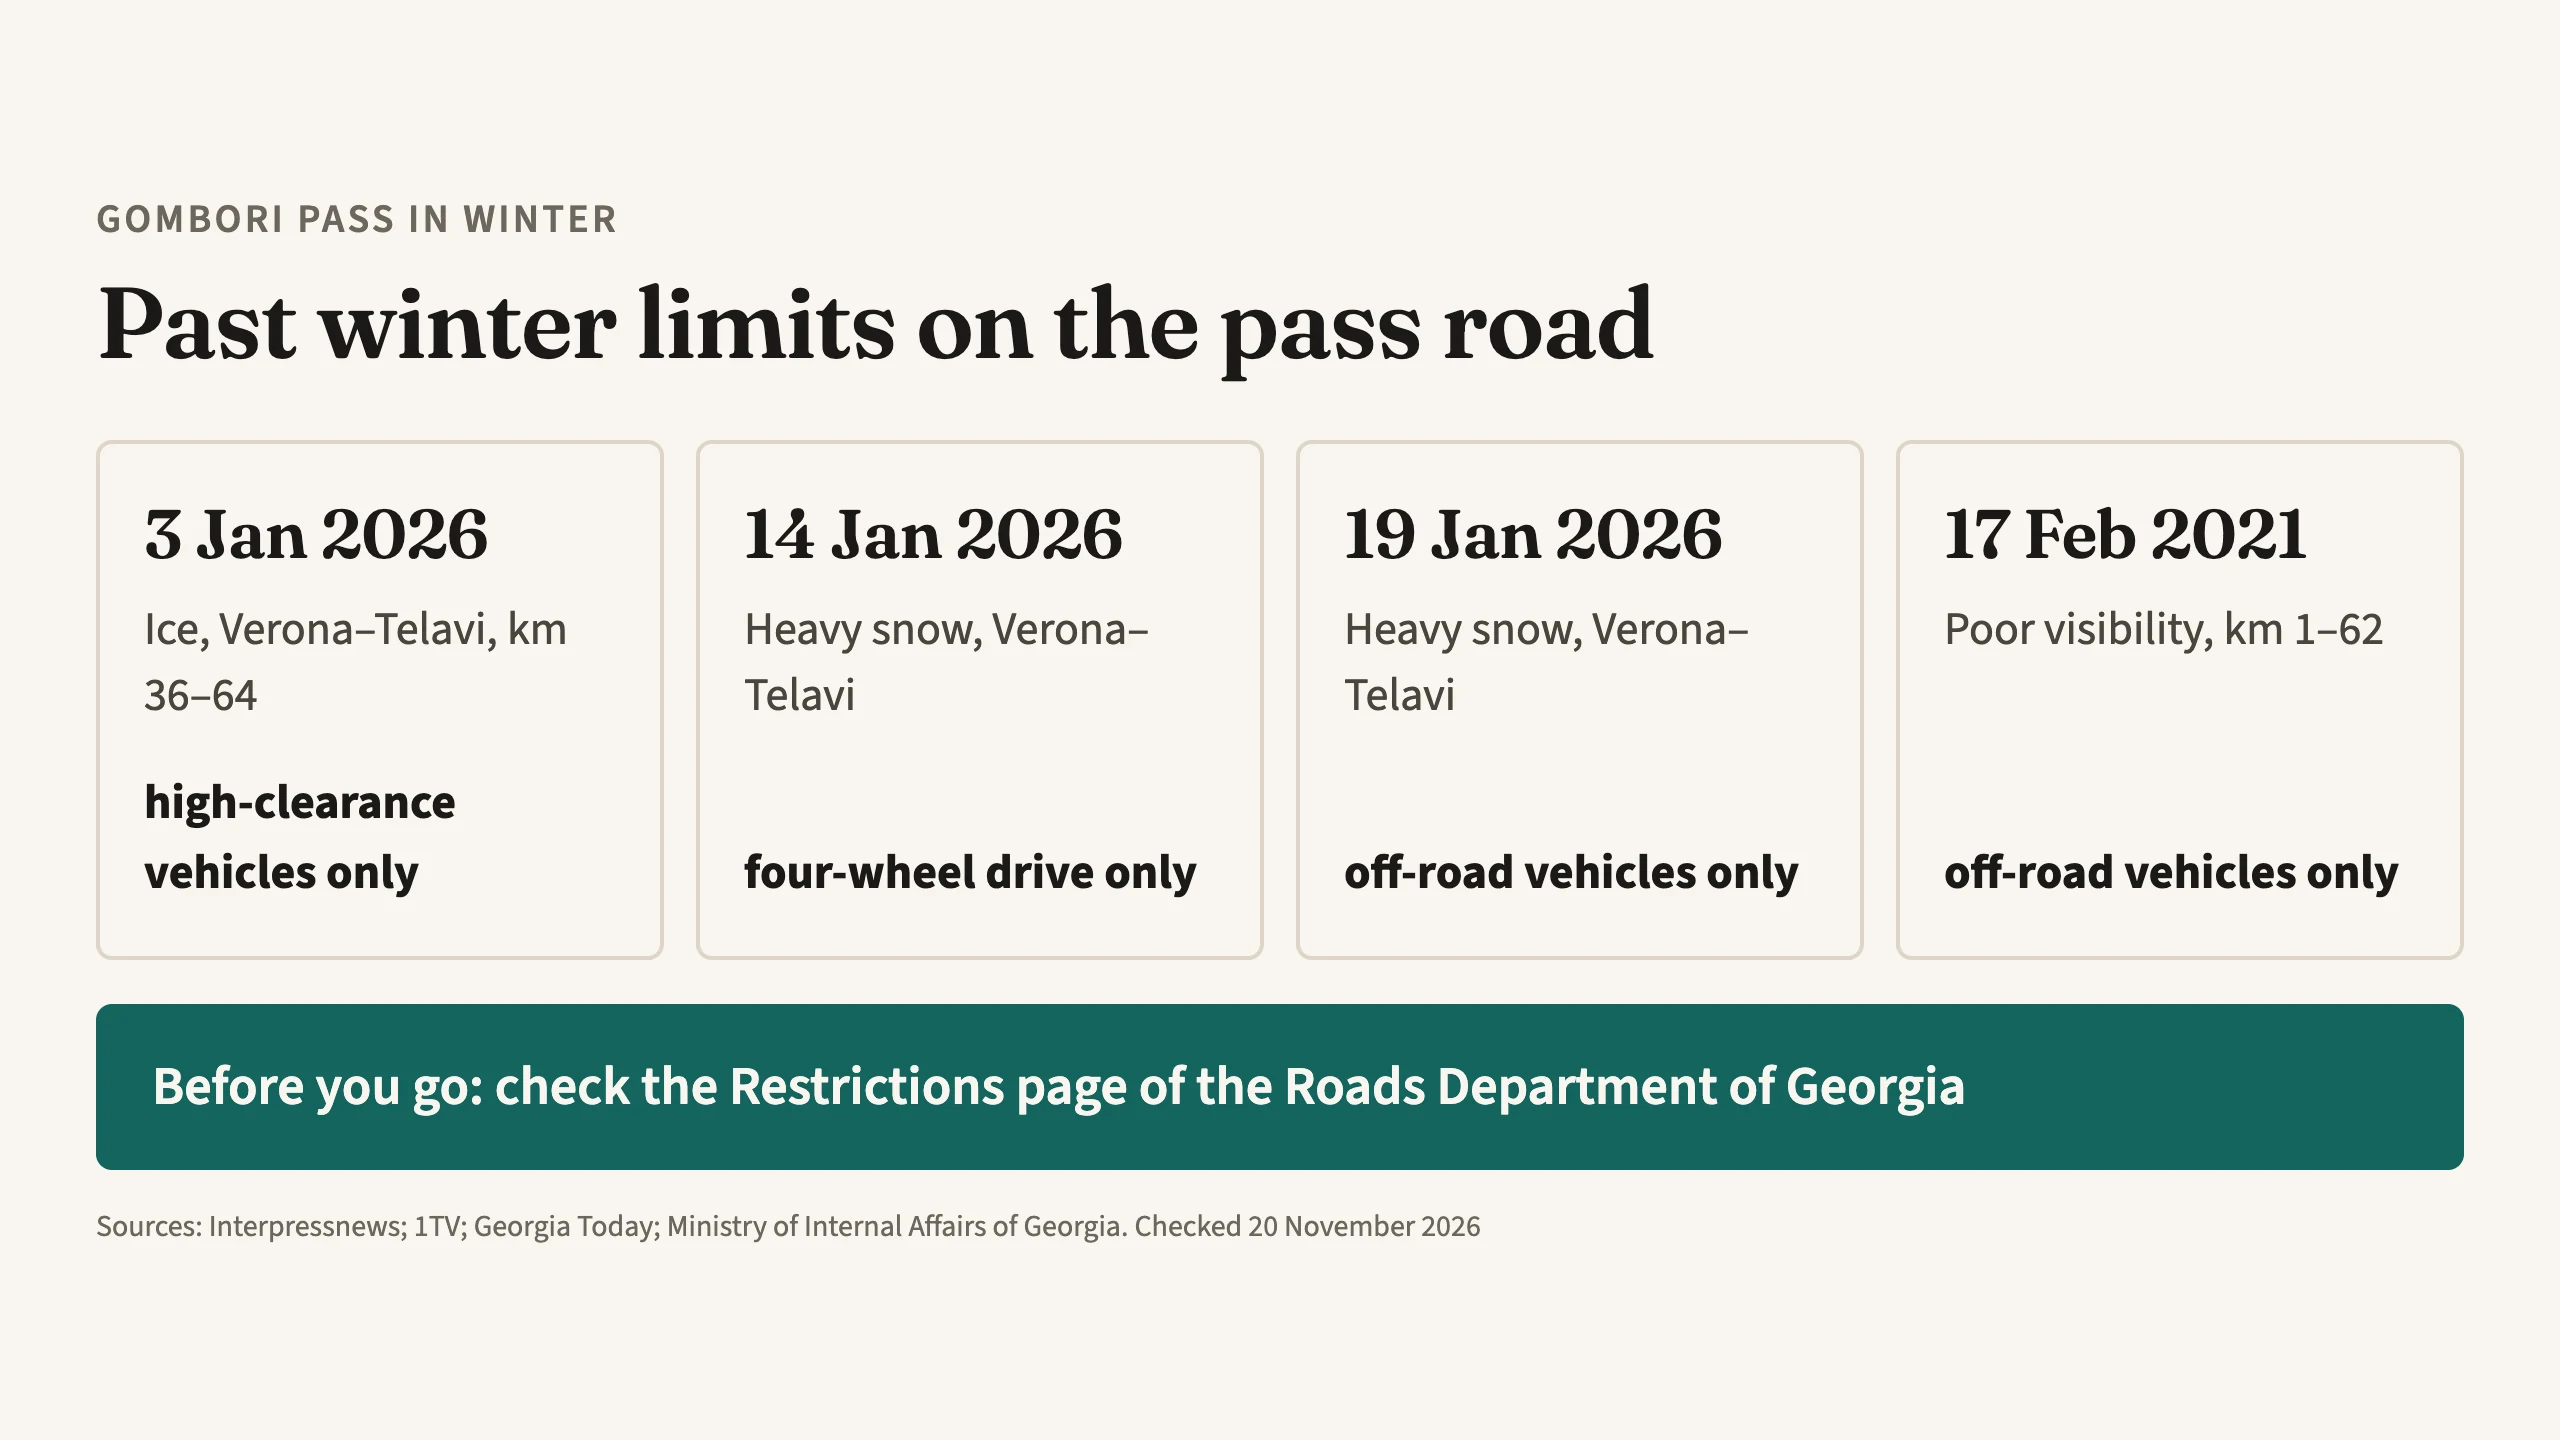 GOMBORI PASS IN WINTER
Past winter limits on the pass road
3 Jan 2026
Ice, Verona–Telavi, km
36–64
high-clearance
vehicles only
14 Jan 2026
Heavy snow, Verona–
Telavi
four-wheel drive only
19 Jan 2026
Heavy snow, Verona–
Telavi
off-road vehicles only
17 Feb 2021
Poor visibility, km 1–62
off-road vehicles only
Before you go: check the Restrictions page of the Roads Department of Georgia
Sources: Interpressnews; 1TV; Georgia Today; Ministry of Internal Affairs of Georgia. Checked 20 November 2026